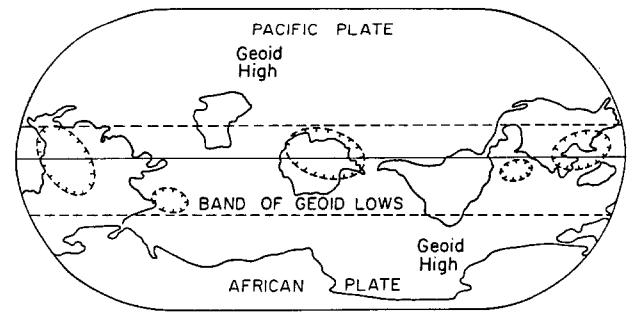 PACIFIC PLATE
Geoid
High
BAND OF GEOID LOWS
Geoid
High
AFRICAN PLATE